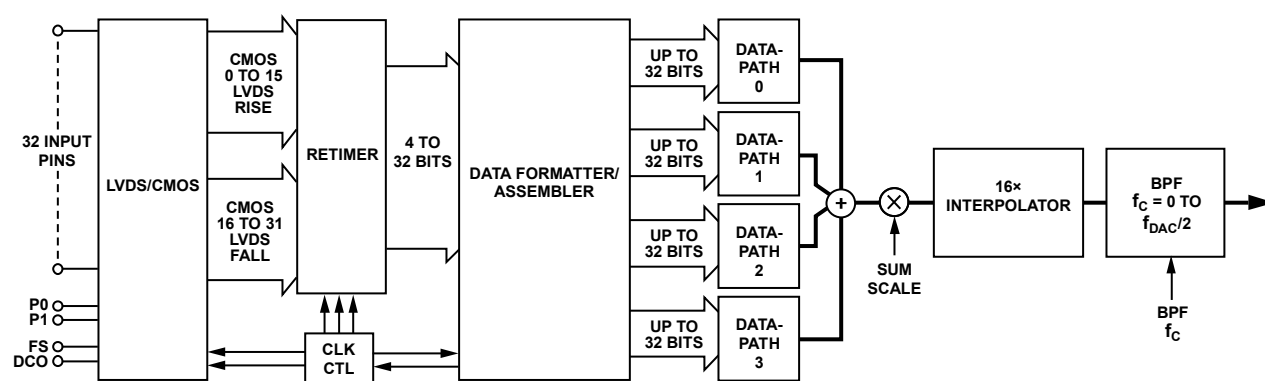 32 INPUT
PINS
P0
P1
FS
DCO
LVDS/CMOS
CMOS
0 TO 15
LVDS
RISE
CMOS
16 TO 31
LVDS
FALL
RETIMER
CLK
CTL
4 TO
32 BITS
DATA FORMATTER/
ASSEMBLER
UP TO
32 BITS
UP TO
32 BITS
UP TO
32 BITS
UP TO
32 BITS
DATA-
PATH
0
DATA-
PATH
1
DATA-
PATH
2
DATA-
PATH
3
+
×
SUM
SCALE
16×
INTERPOLATOR
BPF
fC = 0 TO
fDAC/2
BPF
fC